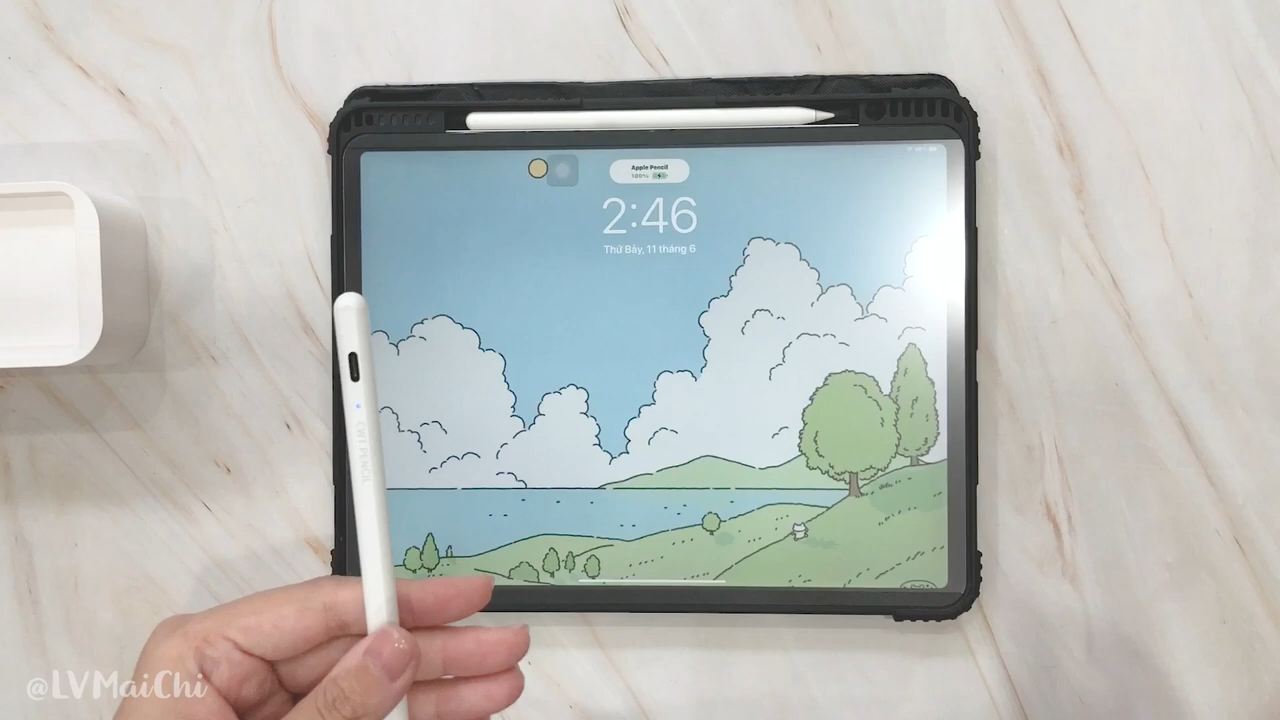 Apple Pencil
100%
2:46
Thứ Bảy, 11 tháng 6
@LVMaiChi